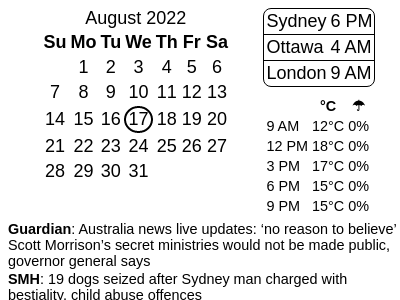 August 2022
Su Mo Tu We Th Fr Sa
1 2 3 4 5 6
7 8 9 10 11 12 13
14 15 16 17 18 19 20
21 22 23 24 25 26 27
28 29 30 31
Sydney 6 PM
Ottawa 4 AM
London 9 AM
°C ☂
9 AM 12°C 0%
12 PM 18°C 0%
3 PM 17°C 0%
6 PM 15°C 0%
9 PM 15°C 0%
Guardian: Australia news live updates: ‘no reason to believe’
Scott Morrison’s secret ministries would not be made public,
governor general says
SMH: 19 dogs seized after Sydney man charged with
bestiality, child abuse offences